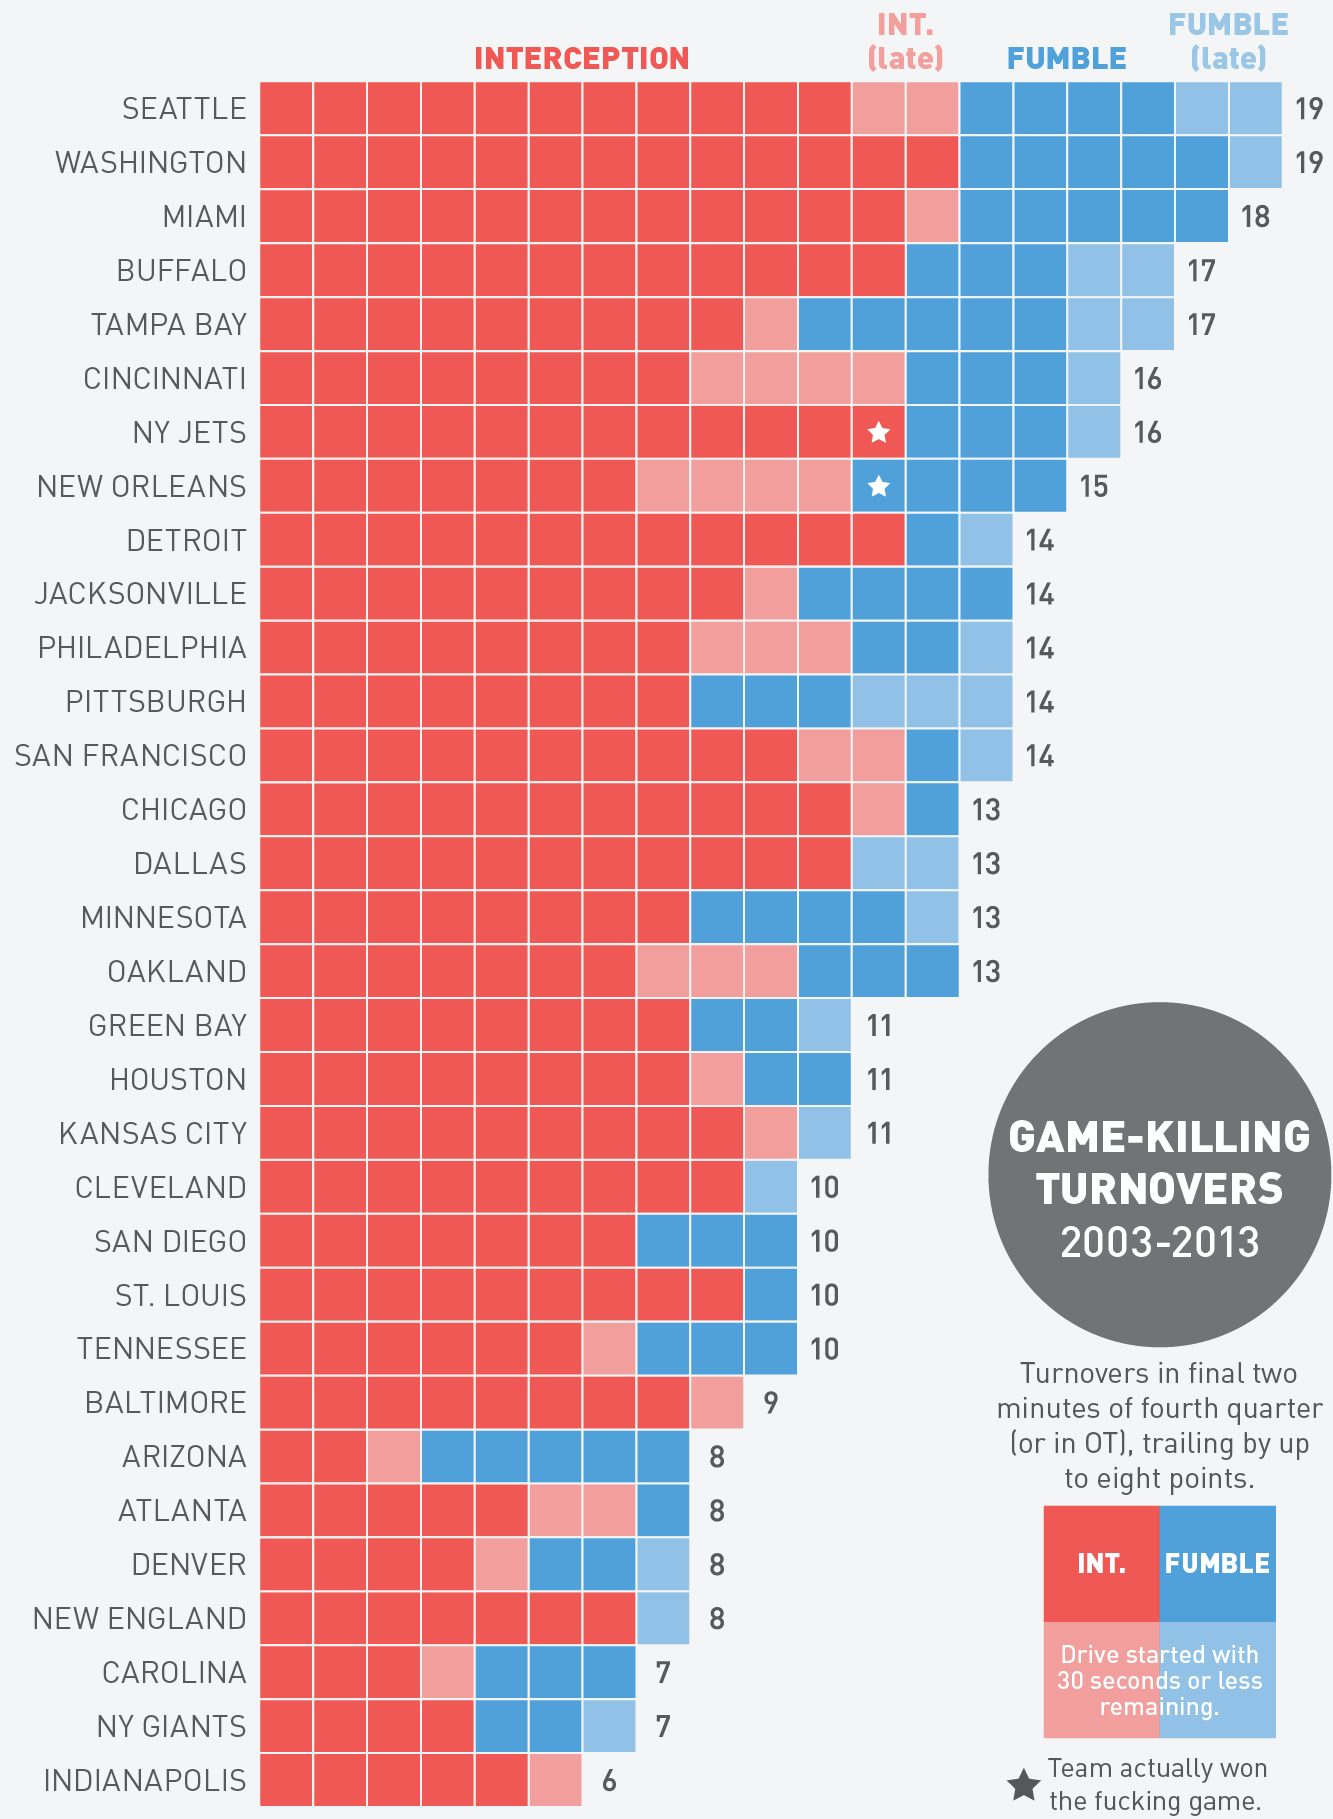 INT.
FUMBLE
INTERCEPTION
(late)
FUMBLE
(late)
SEATTLE 19
WASHINGTON 19
MIAMI 18
BUFFALO 17
TAMPA BAY 17
CINCINNATI 16
NY JETS 16
NEW ORLEANS 15
DETROIT 14
JACKSONVILLE 14
PHILADELPHIA 14
PITTSBURGH 14
SAN FRANCISCO 14
CHICAGO 13
DALLAS 13
MINNESOTA 13
OAKLAND 13
GREEN BAY 11
HOUSTON 11
KANSAS CITY 11
CLEVELAND 10
SAN DIEGO 10
ST. LOUIS 10
TENNESSEE 10
BALTIMORE 9
ARIZONA 8
ATLANTA 8
DENVER 8
NEW ENGLAND 8
CAROLINA 7
NY GIANTS 7
INDIANAPOLIS 6
GAME-KILLING
TURNOVERS
2003-2013
Turnovers in final two
minutes of fourth quarter
(or in OT), trailing by up
to eight points.
INT. FUMBLE
Drive started with
30 seconds or less
remaining.
Team actually won
the fucking game.